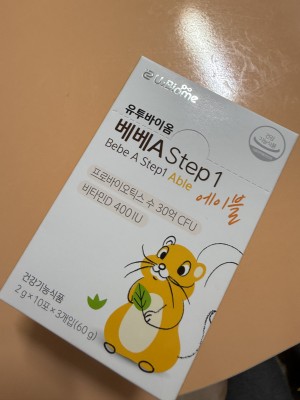 U2biome
유투바이옴
베베A Step 1
Bebe A Step1 Able
에이블
프로바이오틱스 수 30억 CFU
비타민D 400 IU
건강기능식품
2 g × 10포 × 3개입(60 g)